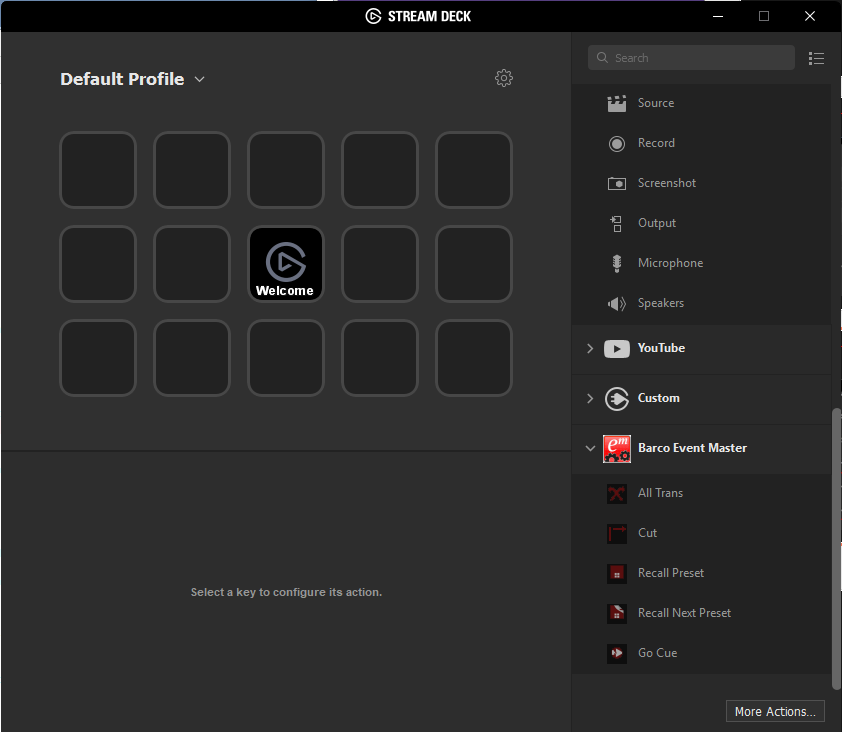 STREAM DECK
Default Profile
Welcome
Select a key to configure its action.
Search
Source
Record
Screenshot
Output
Microphone
Speakers
YouTube
Custom
em
Barco Event Master
All Trans
Cut
Recall Preset
Recall Next Preset
Go Cue
More Actions...